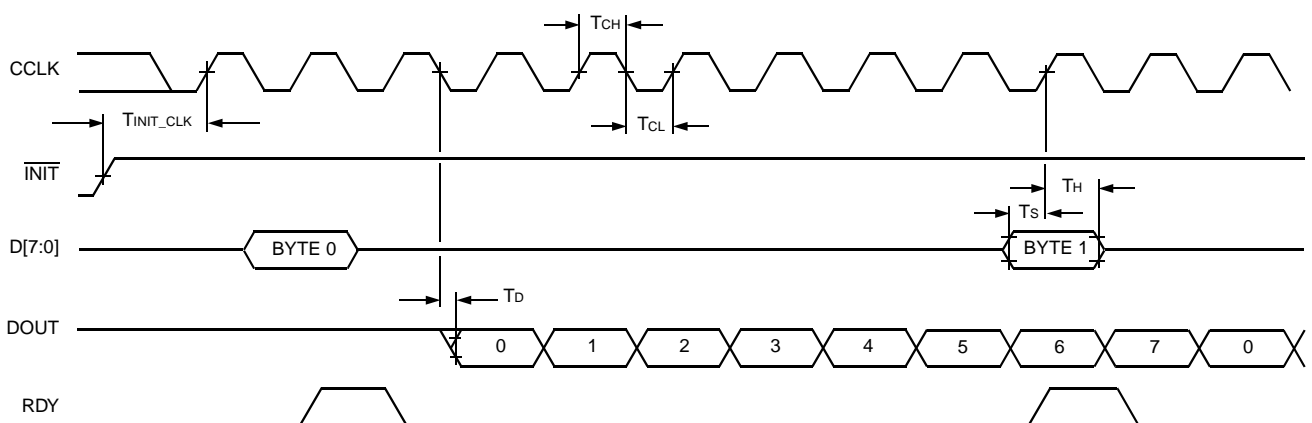 TCH
CCLK
TINIT_CLK
TCL
INIT
TH
TS
D[7:0]
BYTE 0
BYTE 1
TD
DOUT
0 1 2 3 4 5 6 7 0
RDY